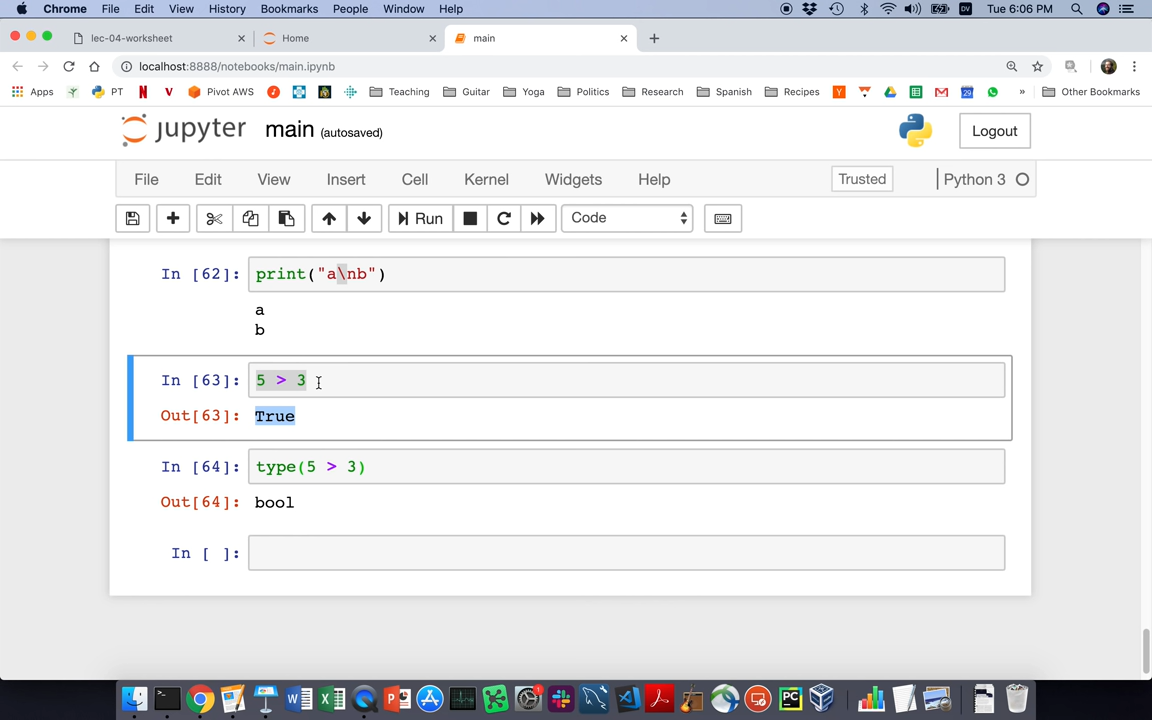 Chrome File Edit View History Bookmarks People Window Help DV Tue 6:06 PM
lec-04-worksheet Home main
localhost:8888/notebooks/main.ipynb
Apps PT N V Pivot AWS Teaching Guitar Yoga Politics Research Spanish Recipes Y » Other Bookmarks
jupyter main (autosaved) Logout
File Edit View Insert Cell Kernel Widgets Help Trusted Python 3
Run Code
In [62]: print("a\nb")
a
b
In [63]: 5 > 3
Out[63]: True
In [64]: type(5 > 3)
Out[64]: bool
In [ ]: